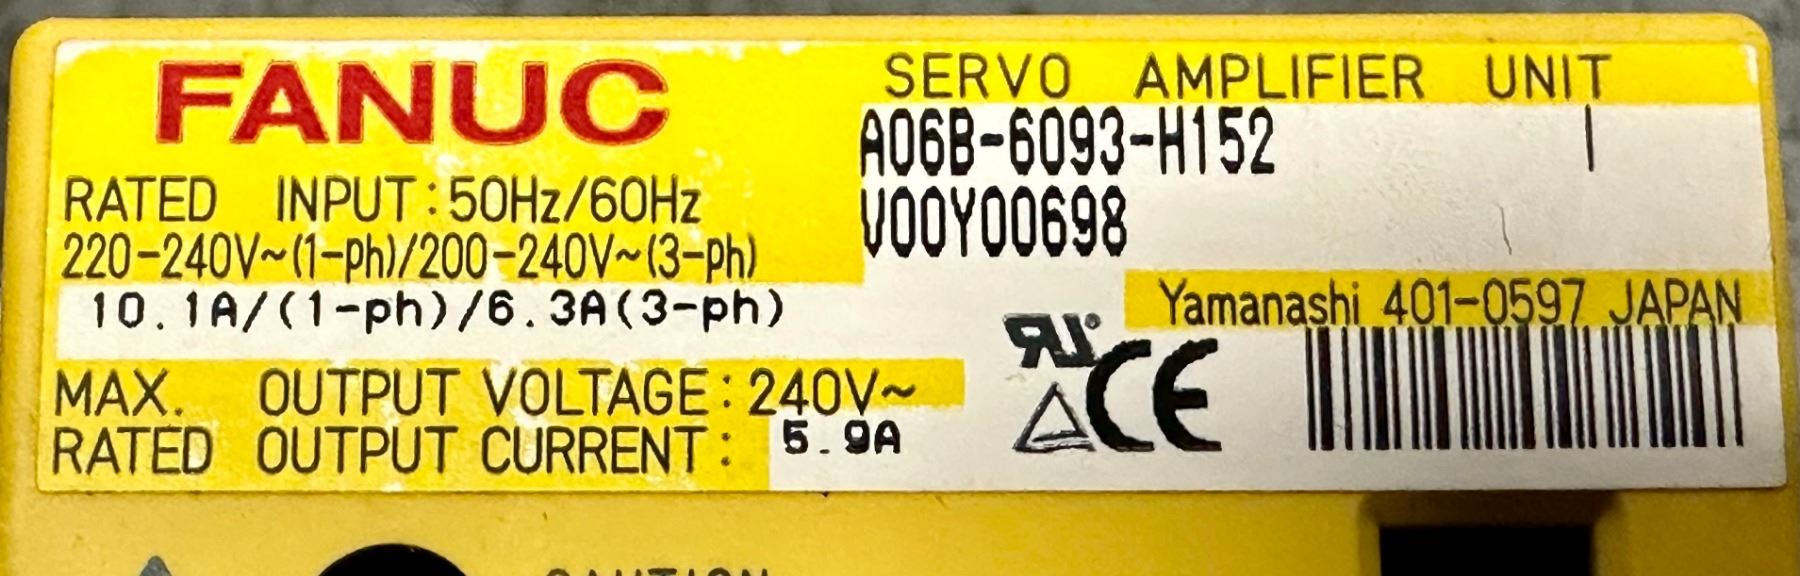 FANUC
SERVO AMPLIFIER UNIT
A06B-6093-H152 I
V00Y00698
RATED INPUT:50Hz/60Hz
220-240V~(1-ph)/200-240V~(3-ph)
10.1A/(1-ph)/6.3A(3-ph)
Yamanashi 401-0597 JAPAN
MAX. OUTPUT VOLTAGE:240V~
RATED OUTPUT CURRENT: 5.9A
CE
CAUTION